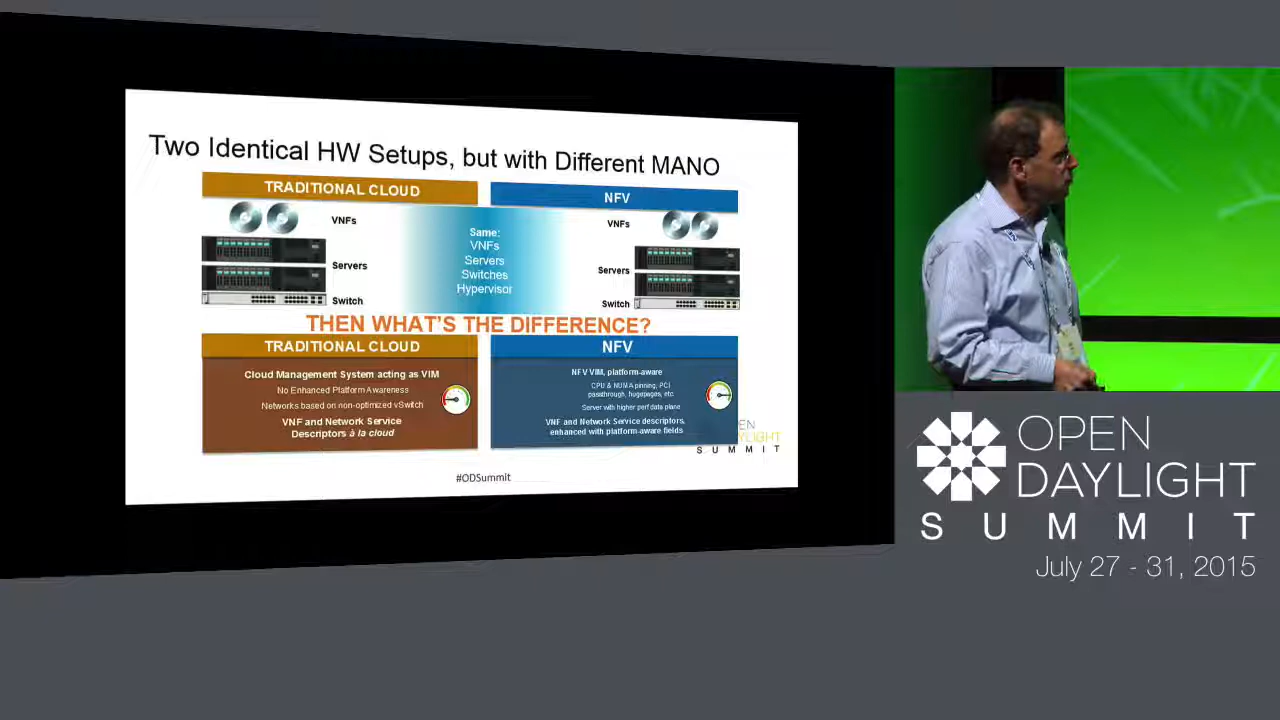 Two Identical HW Setups, but with Different MANO
TRADITIONAL CLOUD
NFV
VNFs
Servers
Switch
Same:
VNFs
Servers
Switches
Hypervisor
VNFs
Servers
Switch
THEN WHAT'S THE DIFFERENCE?
TRADITIONAL CLOUD
Cloud Management System acting as VIM
No Enhanced Platform Awareness
Networks based on non-optimized vSwitch
VNF and Network Service
Descriptors à la cloud
NFV
NFV VIM, platform-aware
CPU & NUMA pinning, PCI
passthrough, hugepages, etc.
Server with higher perf data plane
VNF and Network Service descriptors,
enhanced with platform-aware fields
SUMMIT
#ODSummit
OPEN
DAYLIGHT
SUMMIT
July 27 - 31, 2015